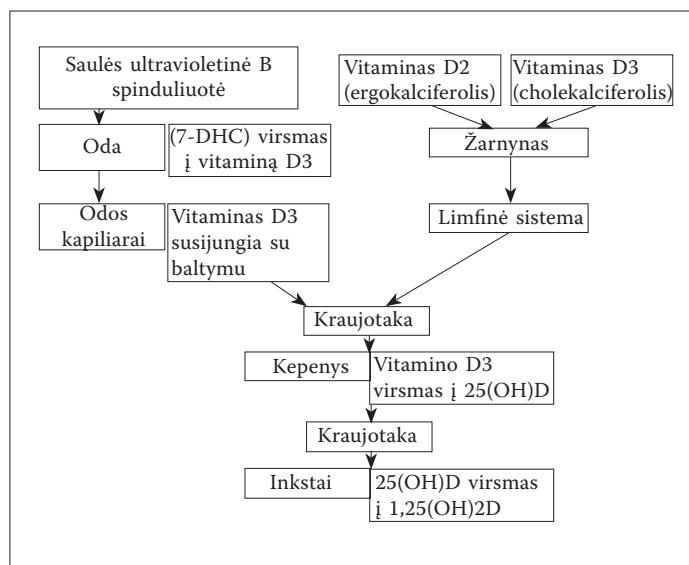 Saulės ultravioletinė B
spinduliuotė
Vitaminas D2
(ergokalciferolis)
Vitaminas D3
(cholekalciferolis)
Oda
(7-DHC) virsmas
į vitaminą D3
Žarnynas
Odos
kapiliarai
Vitaminas D3
susijungia su
baltymu
Limfinė sistema
Kraujotaka
Kepenys
Vitamino D3
virsmas į 25(OH)D
Kraujotaka
Inkstai
25(OH)D virsmas
į 1,25(OH)2D